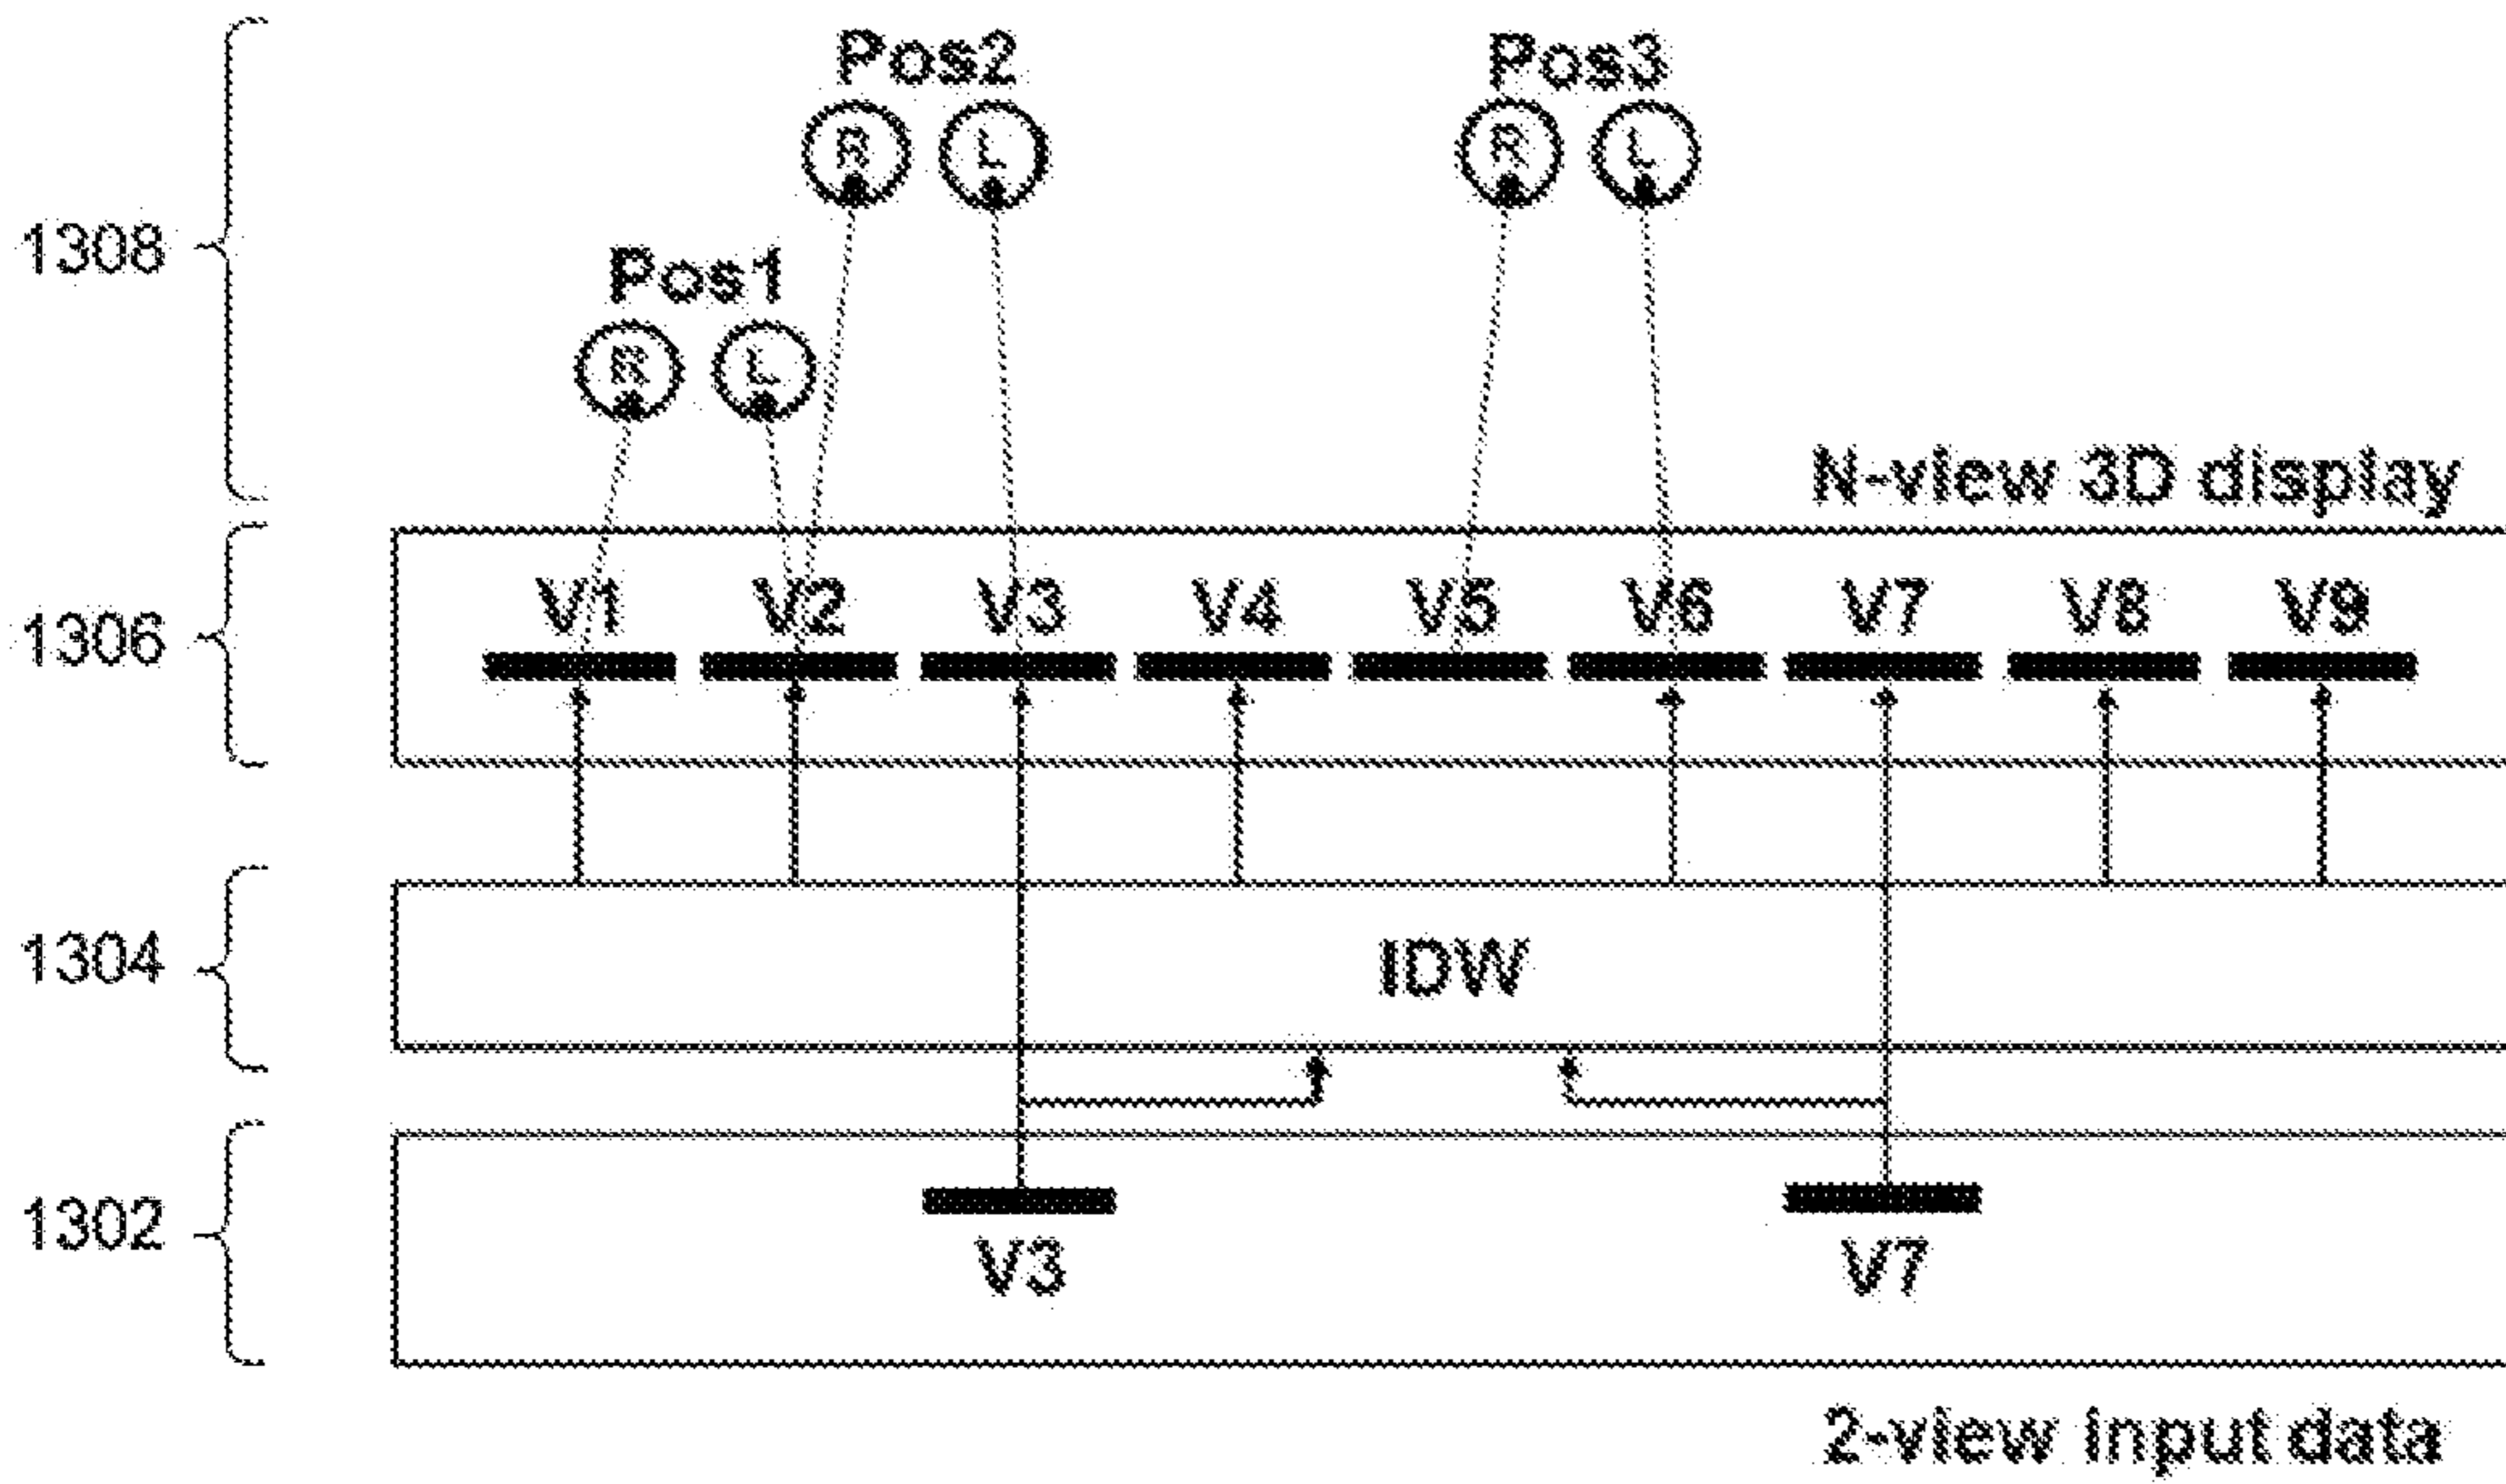 Pos2 Pos3
R L R L
1308
Pos1
R L
N-view 3D display
V1 V2 V3 V4 V5 V6 V7 V8 V9
1306
1304
IDW
1302
V3 V7
2-view input data